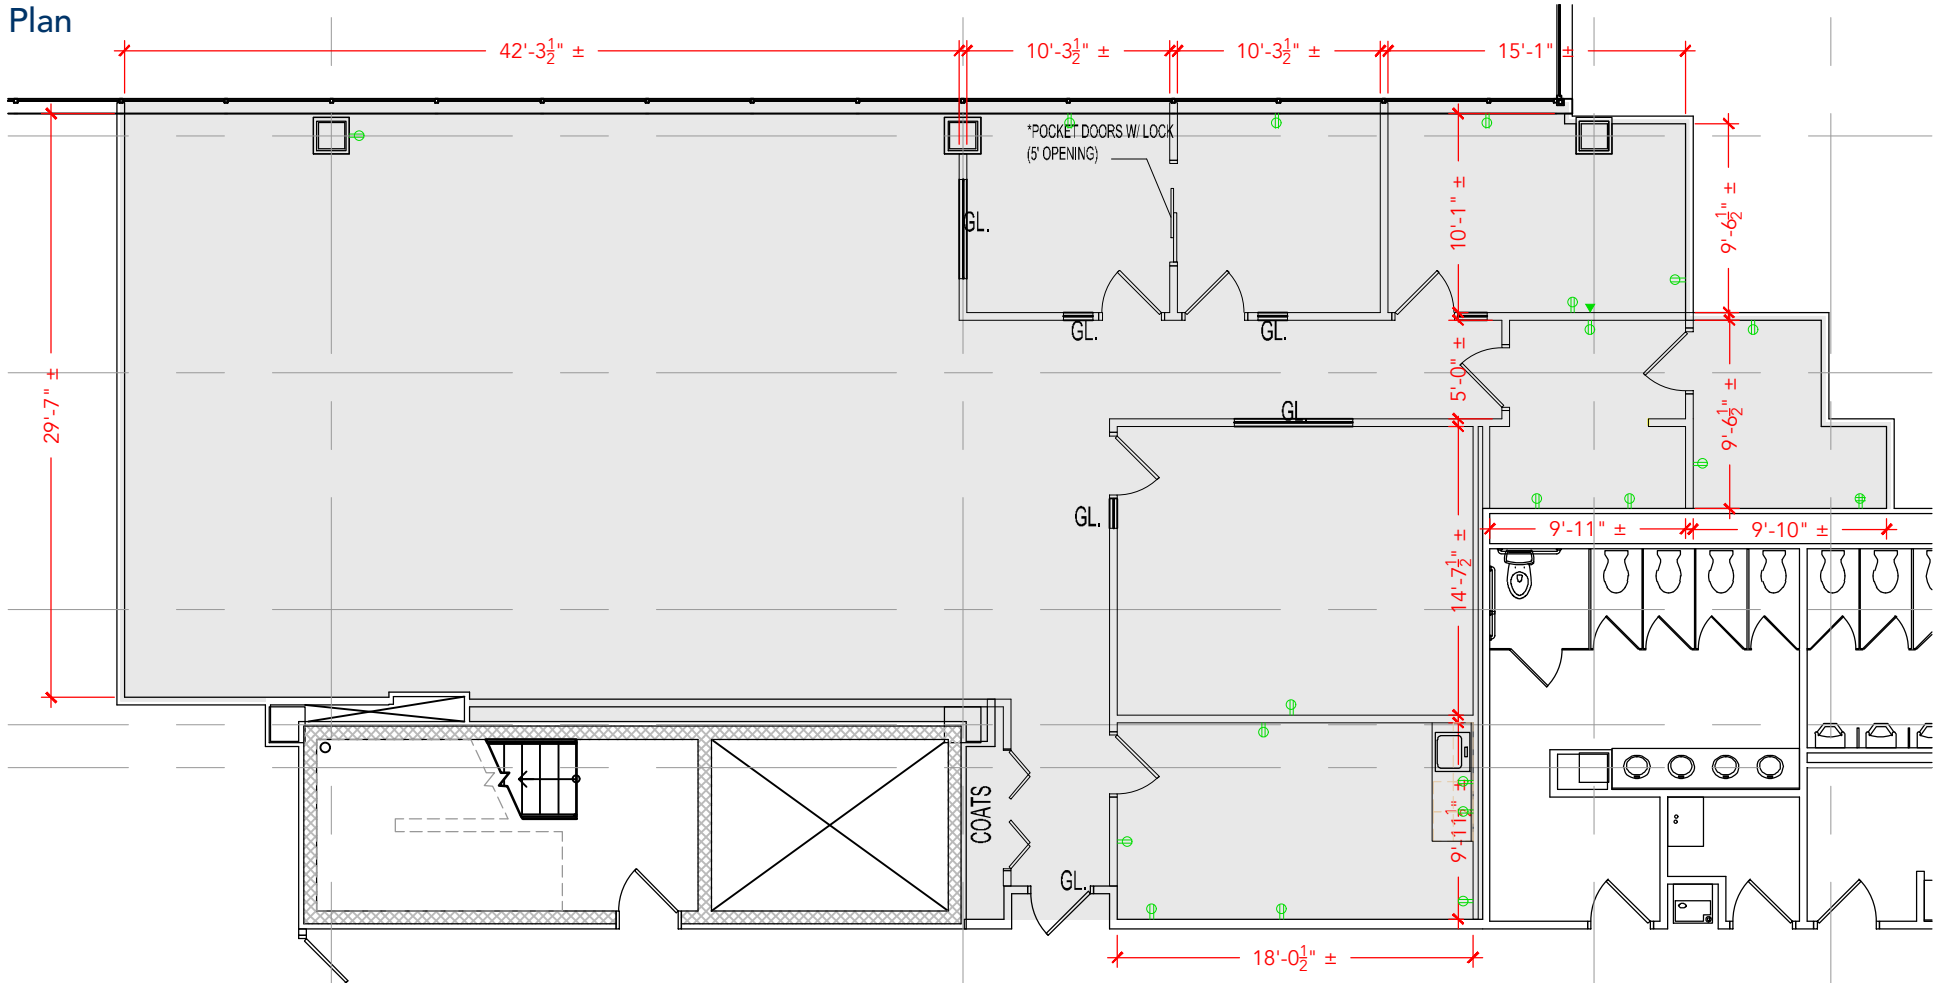 Plan
42'-3½" ±
10'-3½" ±
10'-3½" ±
15'-1" ±
*POCKET DOORS W/ LOCK
(5' OPENING)
10'-1" ±
9'-6½" ±
GL.
GL.
GL.
29'-7" ±
5'-0" ±
9'-6½" ±
GL.
GL.
9'-11" ±
9'-10" ±
14'-7½" ±
COATS
9'-11½" ±
GL.
18'-0½" ±